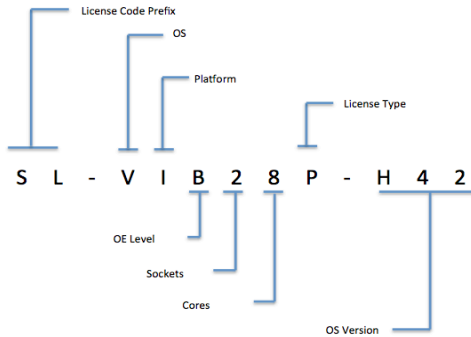 License Code Prefix
OS
Platform
License Type
S L - V I B 2 8 P - H 4 2
OE Level
Sockets
Cores
OS Version